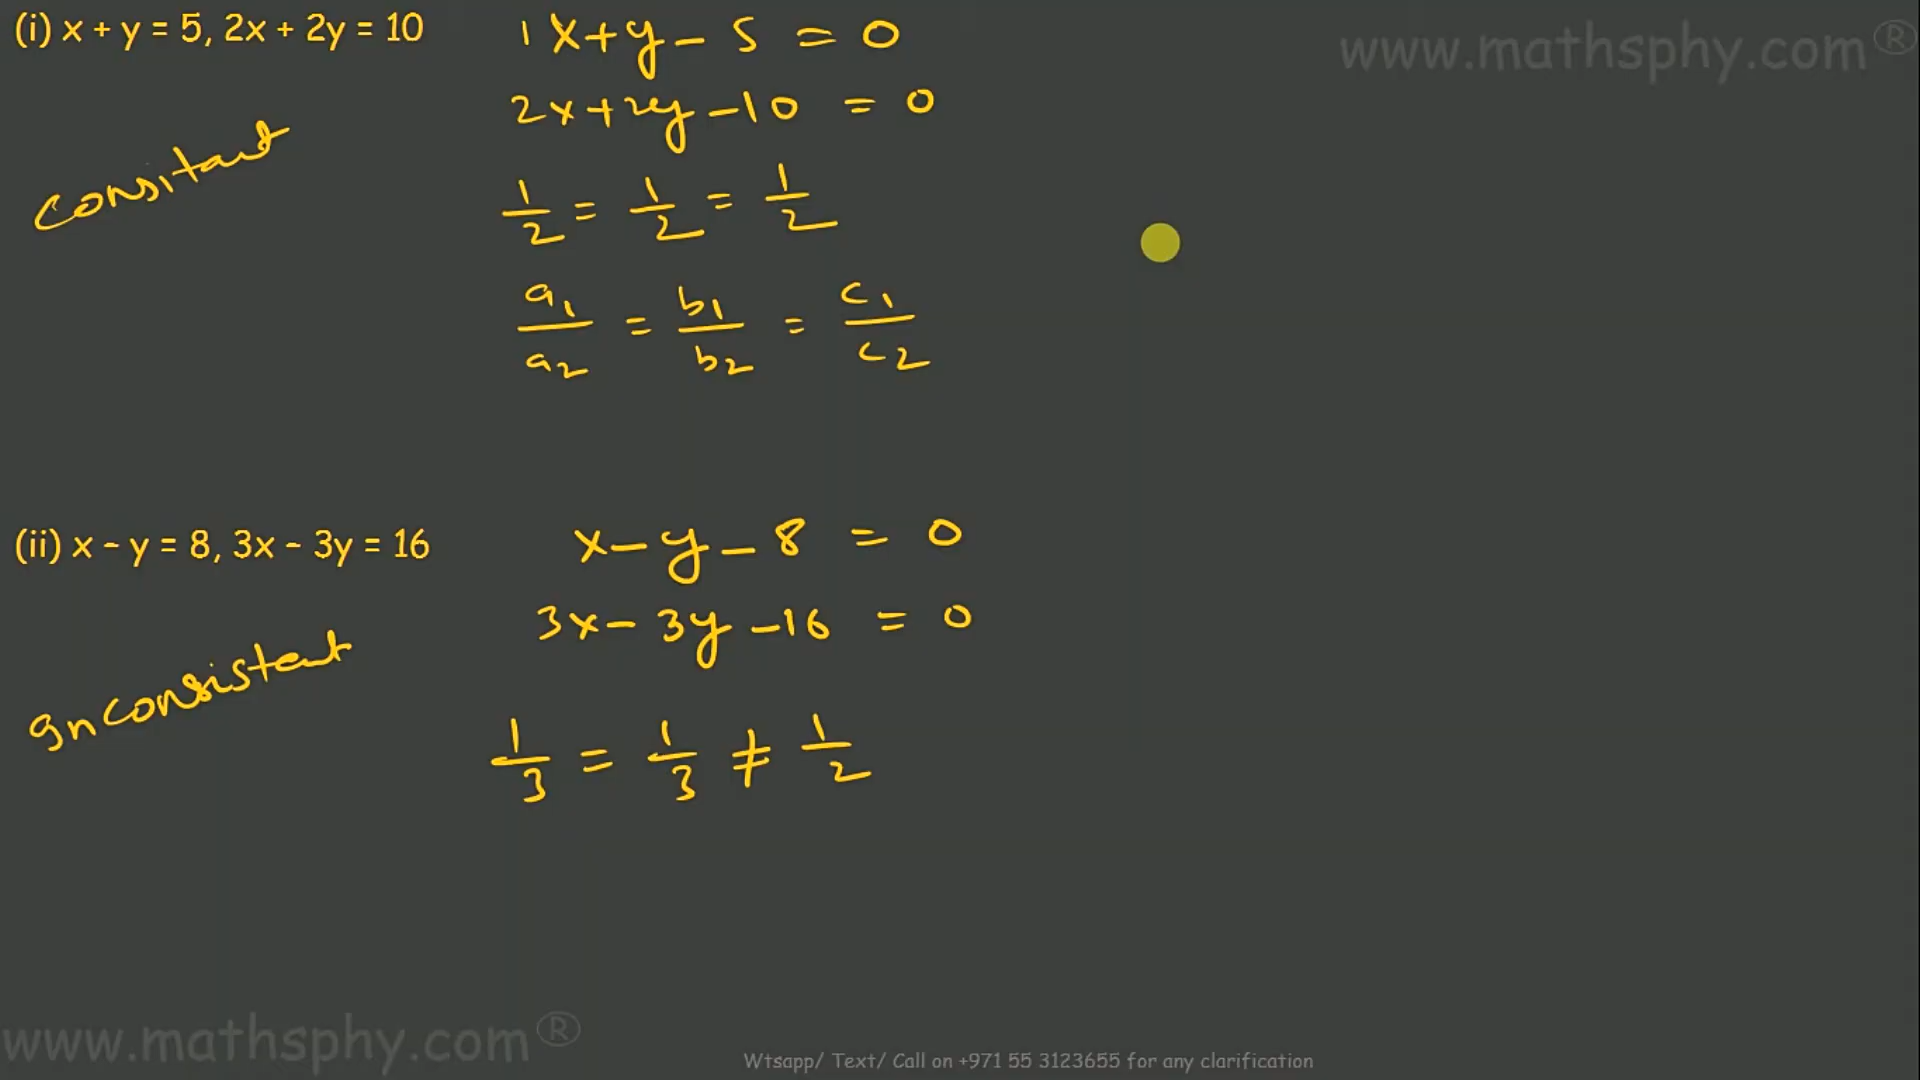 (i) x + y = 5, 2x + 2y = 10
1x + y - 5 = 0
www.mathsphy.com®
2x + 2y - 10 = 0
consitant
1/2 = 1/2 = 1/2
a1/a2 = b1/b2 = c1/c2
(ii) x - y = 8, 3x - 3y = 16
x - y - 8 = 0
3x - 3y - 16 = 0
Inconsistent
1/3 = 1/3 ≠ 1/2
www.mathsphy.com®
Wtsapp/ Text/ Call on +971 55 3123655 for any clarification